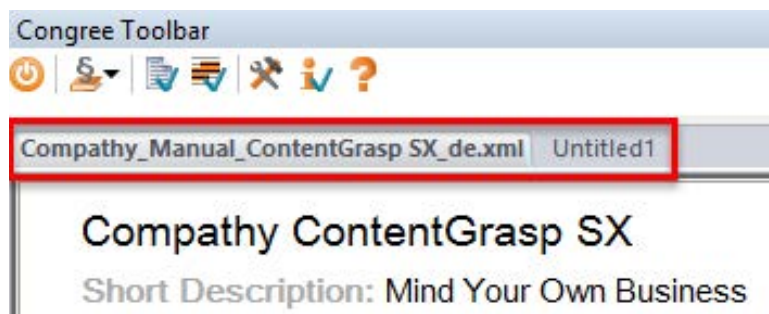 Congree Toolbar
§ ?
Compathy_Manual_ContentGrasp SX_de.xml Untitled1
Compathy ContentGrasp SX
Short Description: Mind Your Own Business